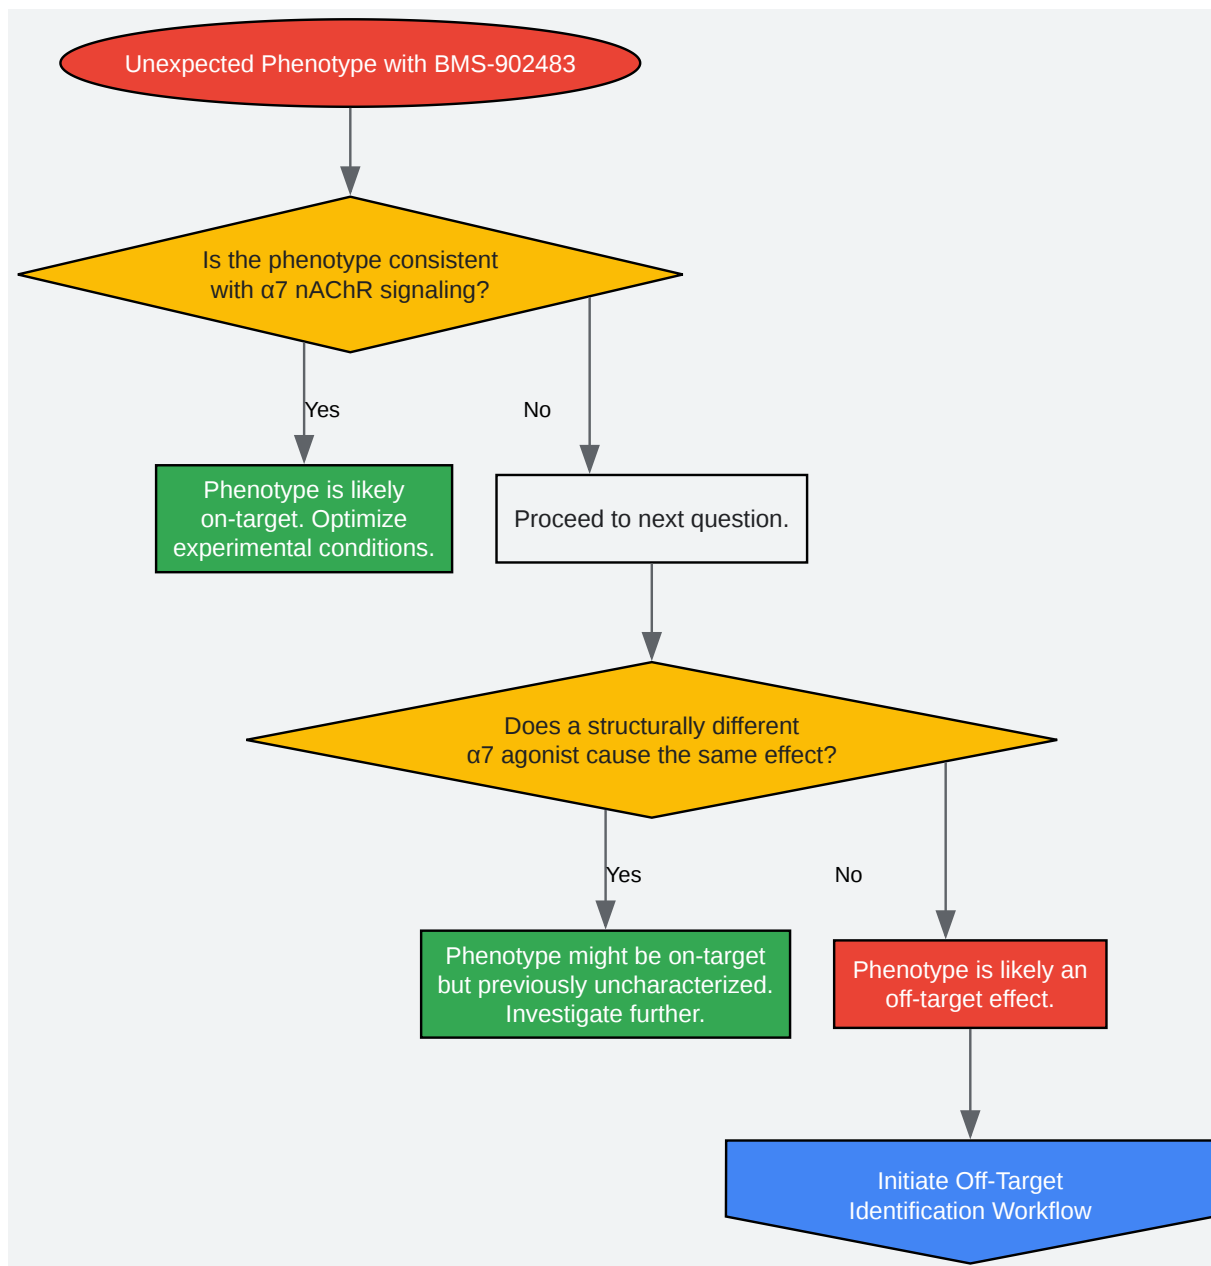 Unexpected Phenotype with BMS-902483
Is the phenotype consistent
with α7 nAChR signaling?
Yes
No
Phenotype is likely
on-target. Optimize
experimental conditions.
Proceed to next question.
Does a structurally different
α7 agonist cause the same effect?
Yes
No
Phenotype might be on-target
but previously uncharacterized.
Investigate further.
Phenotype is likely an
off-target effect.
Initiate Off-Target
Identification Workflow